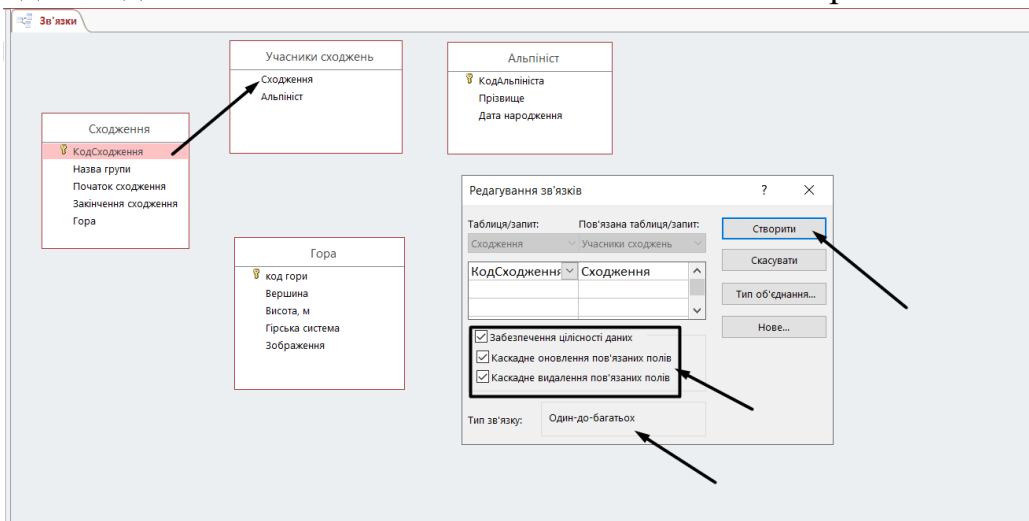 Зв'язки
Учасники сходжень
Сходження
Альпініст
Альпініст
КодАльпініста
Прізвище
Дата народження
Сходження
КодСходження
Назва групи
Початок сходження
Закінчення сходження
Гора
Гора
код гори
Вершина
Висота, м
Гірська система
Зображення
Редагування зв'язків ?
Таблиця/запит: Пов'язана таблиця/запит:
Сходження Учасники сходжень
КодСходження Сходження
Забезпечення цілісності даних
Каскадне оновлення пов'язаних полів
Каскадне видалення пов'язаних полів
Тип зв'язку: Один-до-багатьох
Створити
Скасувати
Тип об'єднання...
Нове...